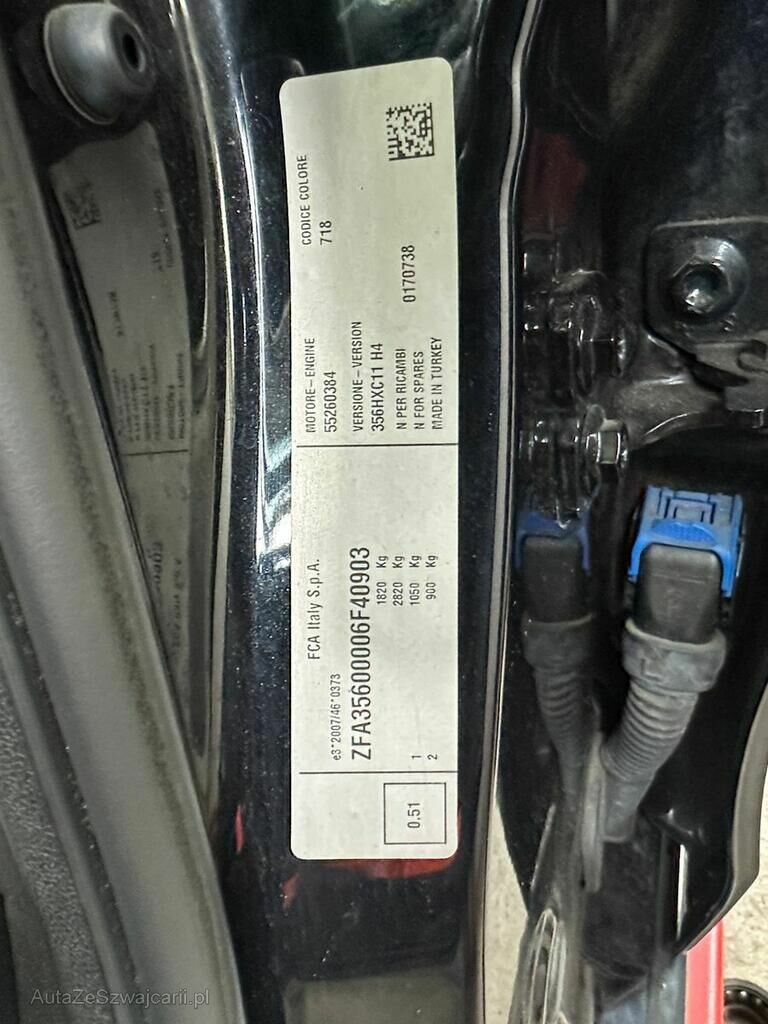 FCA Italy S.p.A.
e3*2007/46*0373
ZFA35600006F40903
1820 Kg
2820 Kg
1 1050 Kg
2 900 Kg
0.51
MOTORE-ENGINE
55260384
CODICE COLORE
718
VERSIONE-VERSION
356HXC11 H4
N PER RICAMBI
N FOR SPARES 0170738
MADE IN TURKEY
AutaZeSzwajcarii.pl